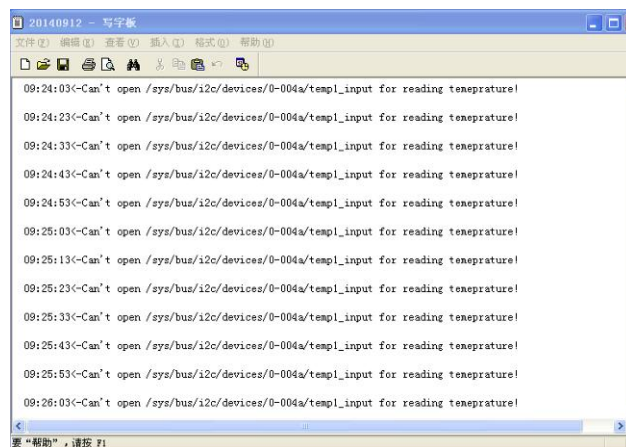 20140912 - 写字板
文件(F) 编辑(E) 查看(V) 插入(I) 格式(O) 帮助(H)
09:24:03<-Can't open /sys/bus/i2c/devices/0-004a/temp1_input for reading temeprature!
09:24:23<-Can't open /sys/bus/i2c/devices/0-004a/temp1_input for reading temeprature!
09:24:33<-Can't open /sys/bus/i2c/devices/0-004a/temp1_input for reading temeprature!
09:24:43<-Can't open /sys/bus/i2c/devices/0-004a/temp1_input for reading temeprature!
09:24:53<-Can't open /sys/bus/i2c/devices/0-004a/temp1_input for reading temeprature!
09:25:03<-Can't open /sys/bus/i2c/devices/0-004a/temp1_input for reading temeprature!
09:25:13<-Can't open /sys/bus/i2c/devices/0-004a/temp1_input for reading temeprature!
09:25:23<-Can't open /sys/bus/i2c/devices/0-004a/temp1_input for reading temeprature!
09:25:33<-Can't open /sys/bus/i2c/devices/0-004a/temp1_input for reading temeprature!
09:25:43<-Can't open /sys/bus/i2c/devices/0-004a/temp1_input for reading temeprature!
09:25:53<-Can't open /sys/bus/i2c/devices/0-004a/temp1_input for reading temeprature!
09:26:03<-Can't open /sys/bus/i2c/devices/0-004a/temp1_input for reading temeprature!
要“帮助”，请按 F1